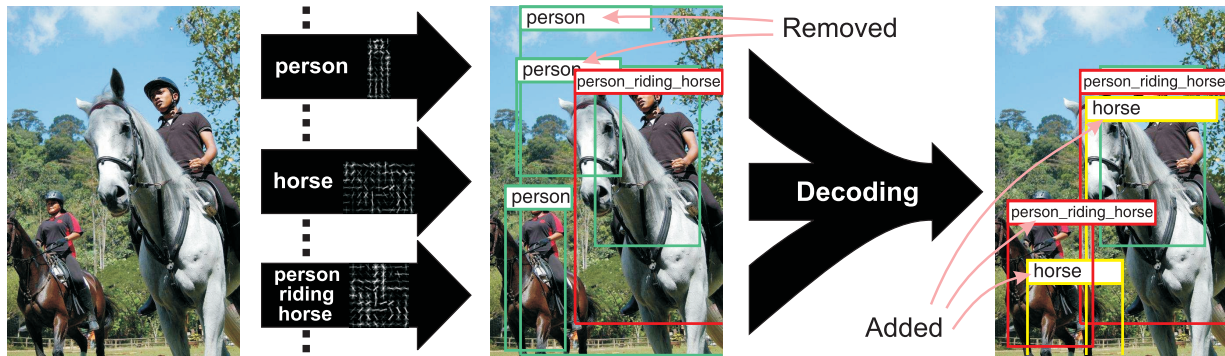 person
horse
person
riding
horse
person
person
person_riding_horse
person
Removed
Decoding
Added
person_riding_horse
horse
person_riding_horse
horse